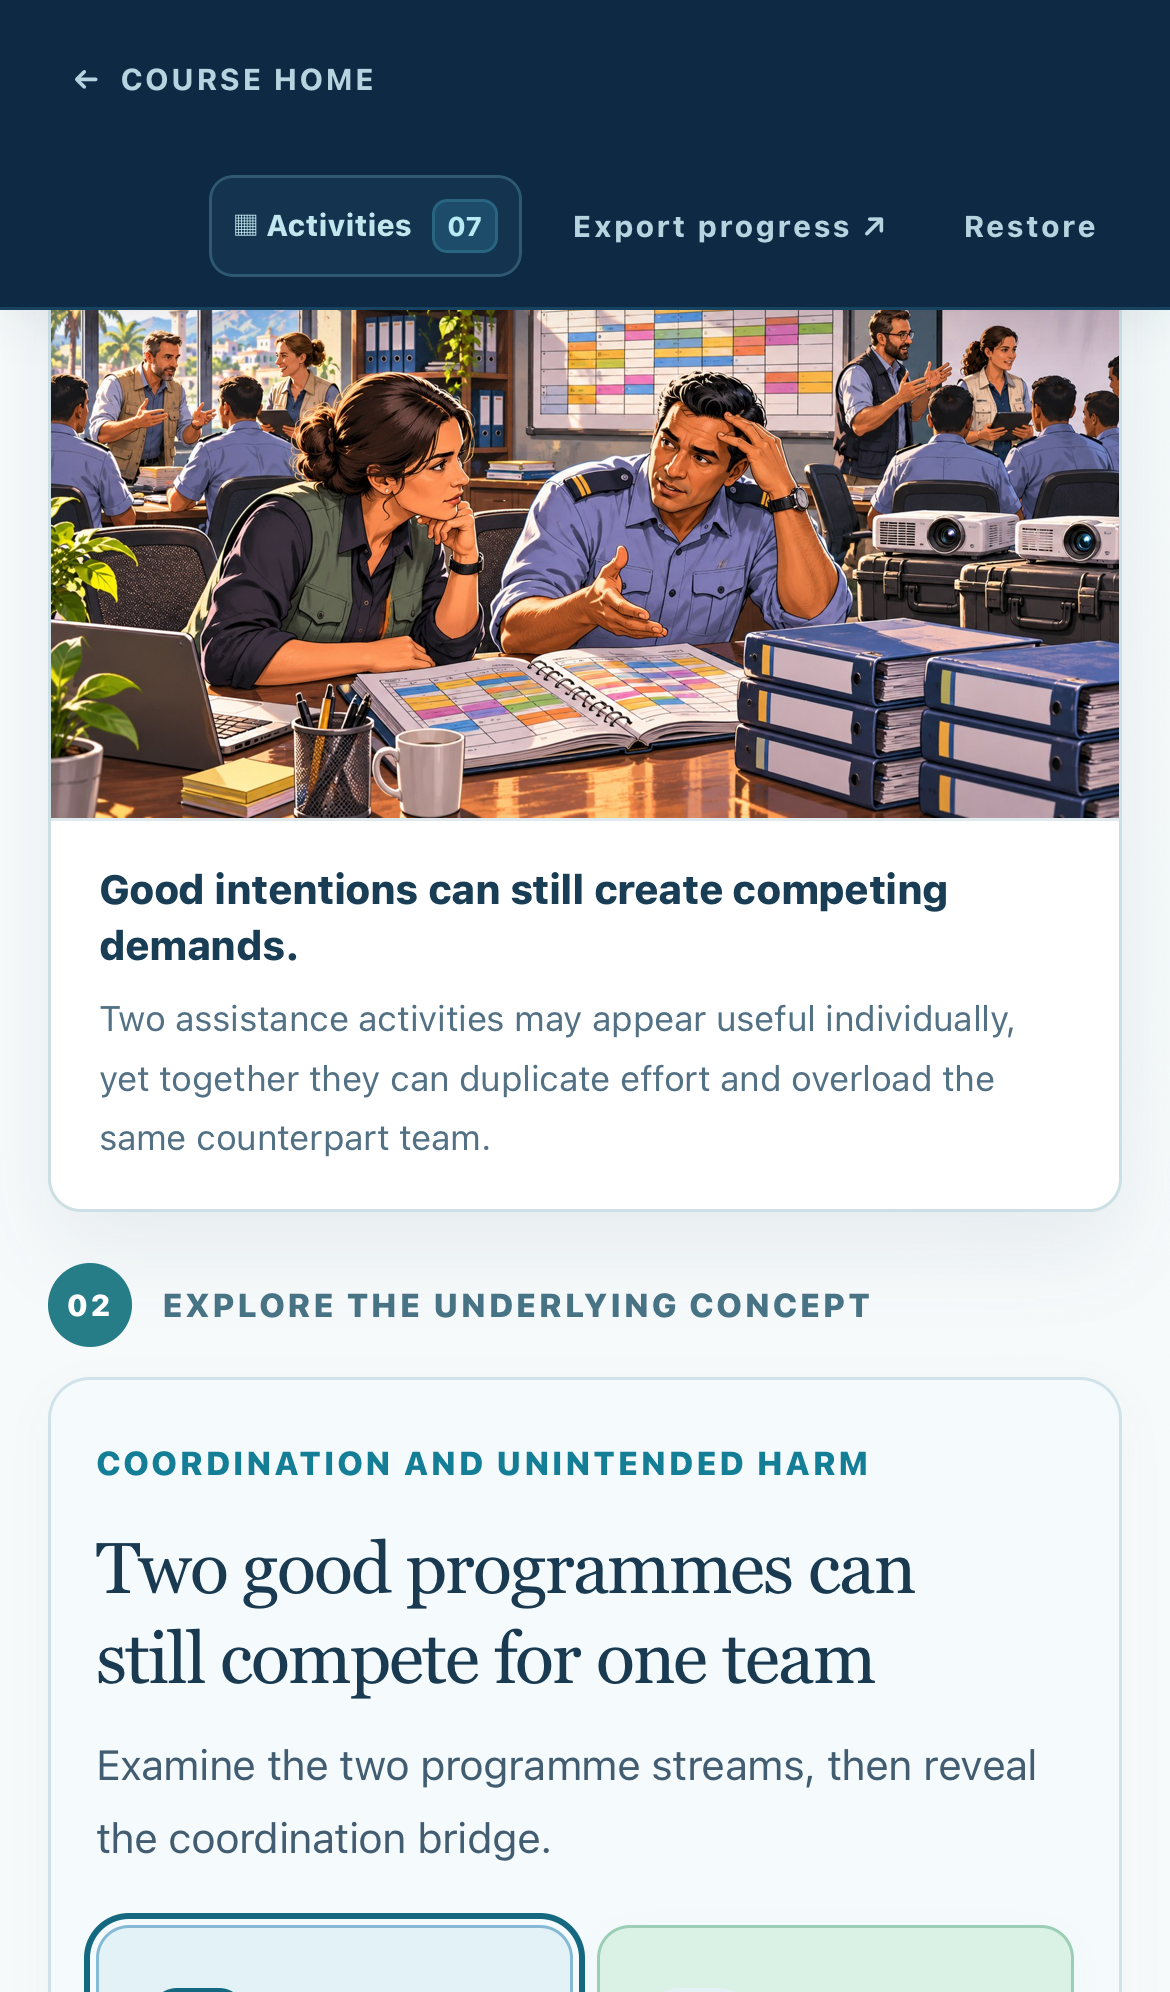 ← COURSE HOME
Activities 07 Export progress ↗ Restore
Good intentions can still create competing
demands.
Two assistance activities may appear useful individually,
yet together they can duplicate effort and overload the
same counterpart team.
02 EXPLORE THE UNDERLYING CONCEPT
COORDINATION AND UNINTENDED HARM
Two good programmes can
still compete for one team
Examine the two programme streams, then reveal
the coordination bridge.